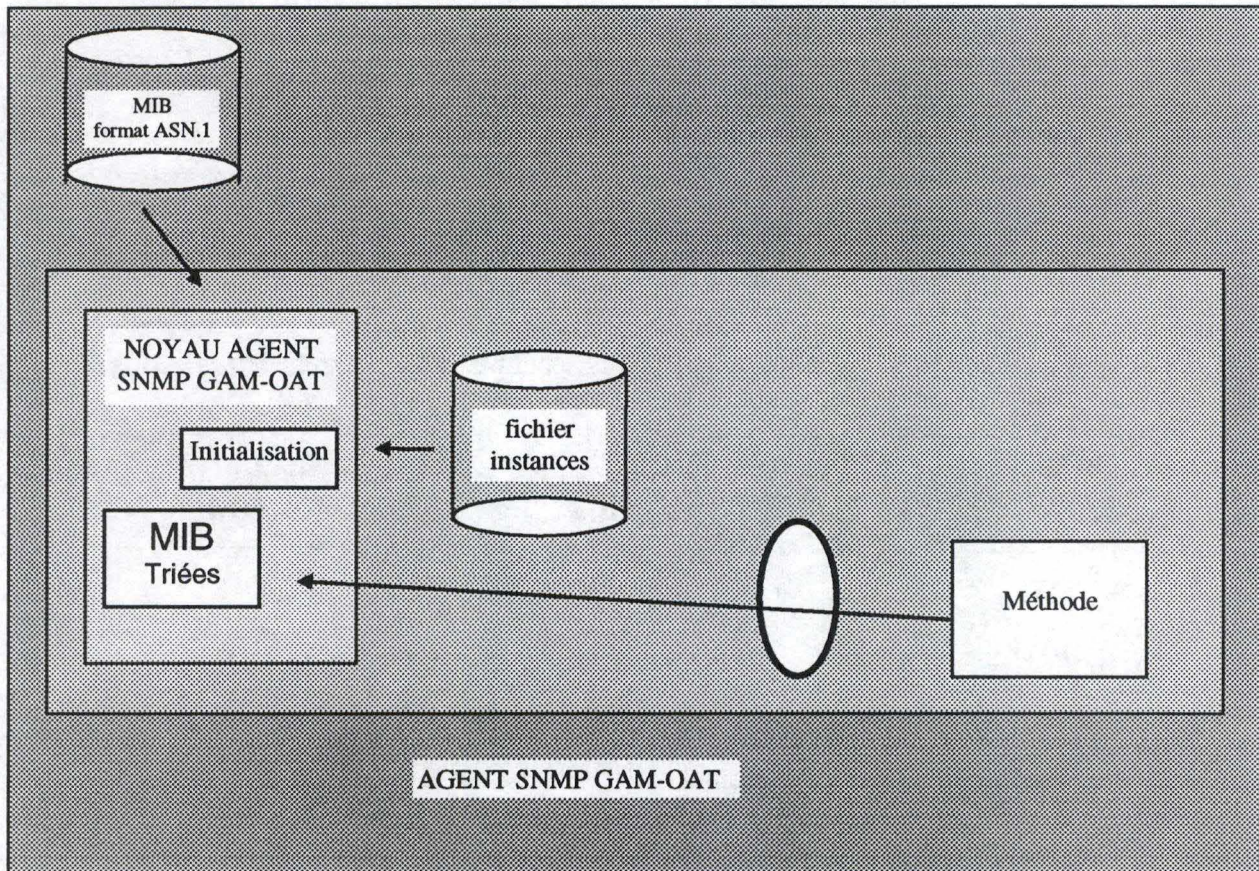 MIB
format ASN.1
NOYAU AGENT
SNMP GAM-OAT
Initialisation
fichier
instances
MIB
Triées
Méthode
AGENT SNMP GAM-OAT